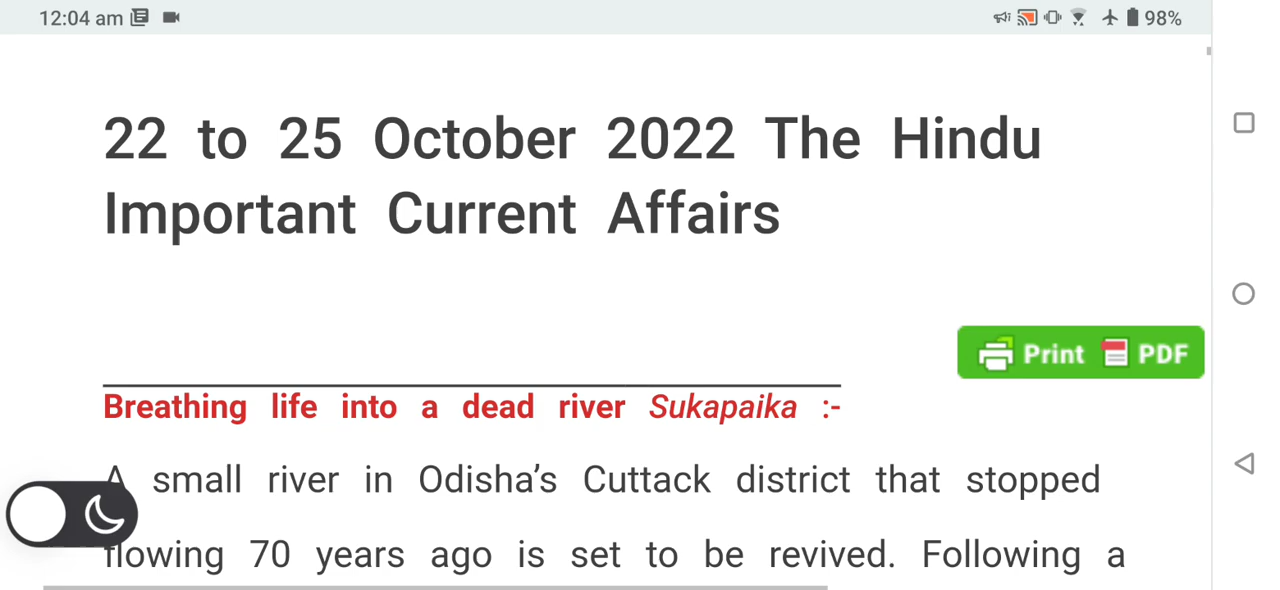 12:04 am 98%
22 to 25 October 2022 The Hindu
Important Current Affairs
Print PDF
Breathing life into a dead river Sukapaika :-
A small river in Odisha’s Cuttack district that stopped
flowing 70 years ago is set to be revived. Following a